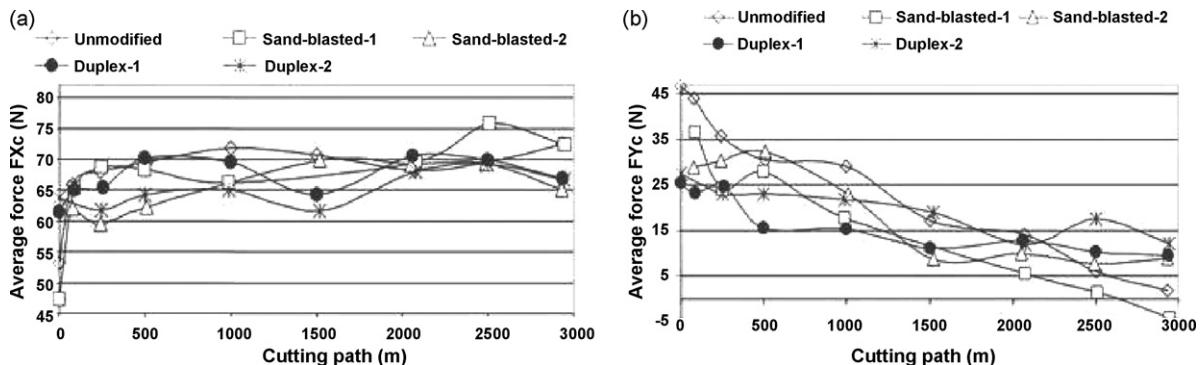 (a)
Unmodified Sand-blasted-1 Sand-blasted-2
Duplex-1 Duplex-2
Average force FXc (N)
80
75
70
65
60
55
50
45
0 500 1000 1500 2000 2500 3000
Cutting path (m)
(b)
Unmodified Sand-blasted-1 Sand-blasted-2
Duplex-1 Duplex-2
Average force FYc (N)
45
35
25
15
5
-5
0 500 1000 1500 2000 2500 3000
Cutting path (m)